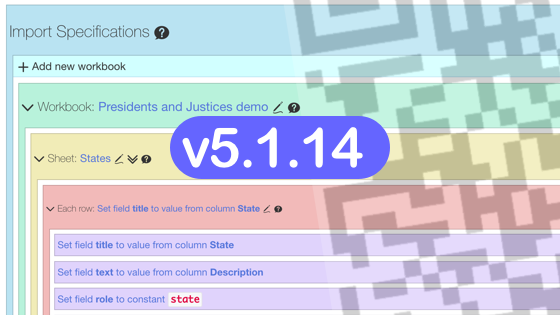 Import Specifications ?
+ Add new workbook
Workbook: Presidents and Justices demo ?
v5.1.14
Sheet: States ?
Each row: Set field title to value from column State ?
Set field title to value from column State
Set field text to value from column Description
Set field role to constant state